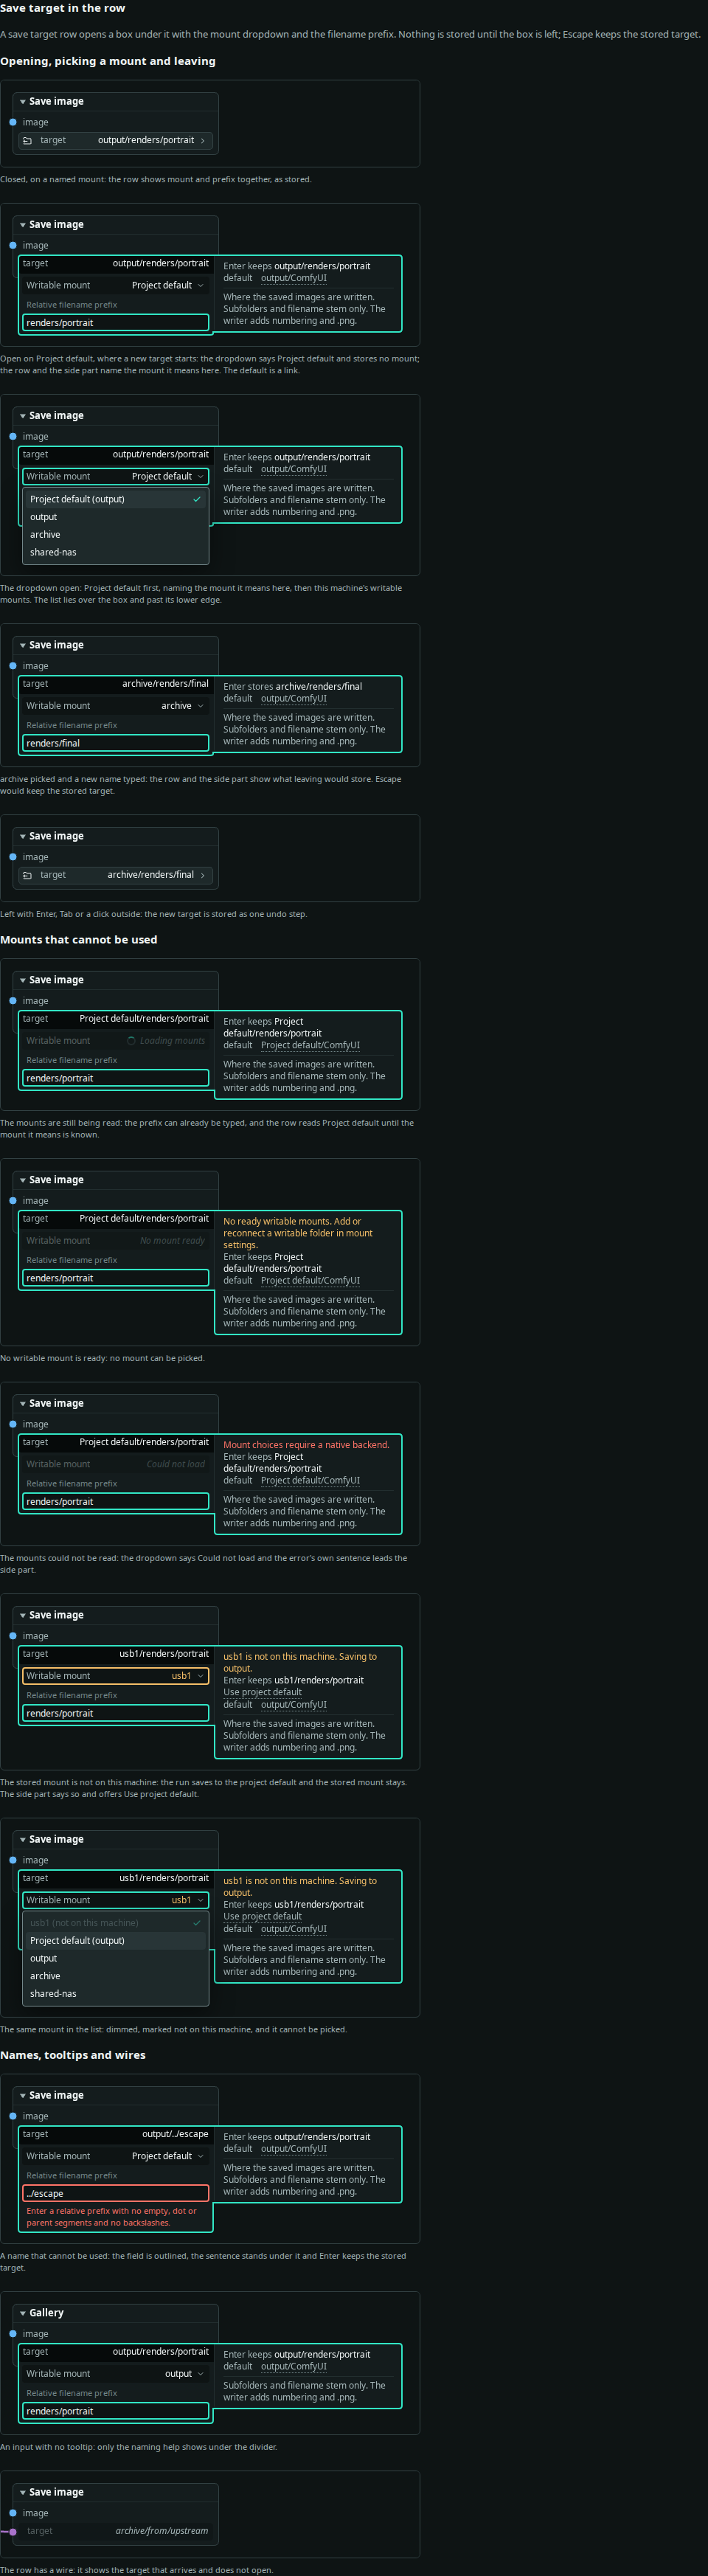 Save target in the row
A save target row opens a box under it with the mount dropdown and the filename prefix. Nothing is stored until the box is left; Escape keeps the stored target.
Opening, picking a mount and leaving
Save image
image
target output/renders/portrait
Closed, on a named mount: the row shows mount and prefix together, as stored.
Save image
image
target output/renders/portrait
Writable mount Project default
Relative filename prefix
renders/portrait
Enter keeps output/renders/portrait
default output/ComfyUI
Where the saved images are written.
Subfolders and filename stem only. The
writer adds numbering and .png.
Open on Project default, where a new target starts: the dropdown says Project default and stores no mount;
the row and the side part name the mount it means here. The default is a link.
Save image
image
target output/renders/portrait
Writable mount Project default
Project default (output)
output
archive
shared-nas
Enter keeps output/renders/portrait
default output/ComfyUI
Where the saved images are written.
Subfolders and filename stem only. The
writer adds numbering and .png.
The dropdown open: Project default first, naming the mount it means here, then this machine's writable
mounts. The list lies over the box and past its lower edge.
Save image
image
target archive/renders/final
Writable mount archive
Relative filename prefix
renders/final
Enter stores archive/renders/final
default output/ComfyUI
Where the saved images are written.
Subfolders and filename stem only. The
writer adds numbering and .png.
archive picked and a new name typed: the row and the side part show what leaving would store. Escape
would keep the stored target.
Save image
image
target archive/renders/final
Left with Enter, Tab or a click outside: the new target is stored as one undo step.
Mounts that cannot be used
Save image
image
target Project default/renders/portrait
Writable mount Loading mounts
Relative filename prefix
renders/portrait
Enter keeps Project
default/renders/portrait
default Project default/ComfyUI
Where the saved images are written.
Subfolders and filename stem only. The
writer adds numbering and .png.
The mounts are still being read: the prefix can already be typed, and the row reads Project default until the
mount it means is known.
Save image
image
target Project default/renders/portrait
Writable mount No mount ready
Relative filename prefix
renders/portrait
No ready writable mounts. Add or
reconnect a writable folder in mount
settings.
Enter keeps Project
default/renders/portrait
default Project default/ComfyUI
Where the saved images are written.
Subfolders and filename stem only. The
writer adds numbering and .png.
No writable mount is ready: no mount can be picked.
Save image
image
target Project default/renders/portrait
Writable mount Could not load
Relative filename prefix
renders/portrait
Mount choices require a native backend.
Enter keeps Project
default/renders/portrait
default Project default/ComfyUI
Where the saved images are written.
Subfolders and filename stem only. The
writer adds numbering and .png.
The mounts could not be read: the dropdown says Could not load and the error's own sentence leads the
side part.
Save image
image
target usb1/renders/portrait
Writable mount usb1
Relative filename prefix
renders/portrait
usb1 is not on this machine. Saving to
output.
Enter keeps usb1/renders/portrait
Use project default
default output/ComfyUI
Where the saved images are written.
Subfolders and filename stem only. The
writer adds numbering and .png.
The stored mount is not on this machine: the run saves to the project default and the stored mount stays.
The side part says so and offers Use project default.
Save image
image
target usb1/renders/portrait
Writable mount usb1
usb1 (not on this machine)
Project default (output)
output
archive
shared-nas
usb1 is not on this machine. Saving to
output.
Enter keeps usb1/renders/portrait
Use project default
default output/ComfyUI
Where the saved images are written.
Subfolders and filename stem only. The
writer adds numbering and .png.
The same mount in the list: dimmed, marked not on this machine, and it cannot be picked.
Names, tooltips and wires
Save image
image
target output/../escape
Writable mount Project default
Relative filename prefix
../escape
Enter a relative prefix with no empty, dot or
parent segments and no backslashes.
Enter keeps output/renders/portrait
default output/ComfyUI
Where the saved images are written.
Subfolders and filename stem only. The
writer adds numbering and .png.
A name that cannot be used: the field is outlined, the sentence stands under it and Enter keeps the stored
target.
Gallery
image
target output/renders/portrait
Writable mount output
Relative filename prefix
renders/portrait
Enter keeps output/renders/portrait
default output/ComfyUI
Subfolders and filename stem only. The
writer adds numbering and .png.
An input with no tooltip: only the naming help shows under the divider.
Save image
image
target archive/from/upstream
The row has a wire: it shows the target that arrives and does not open.